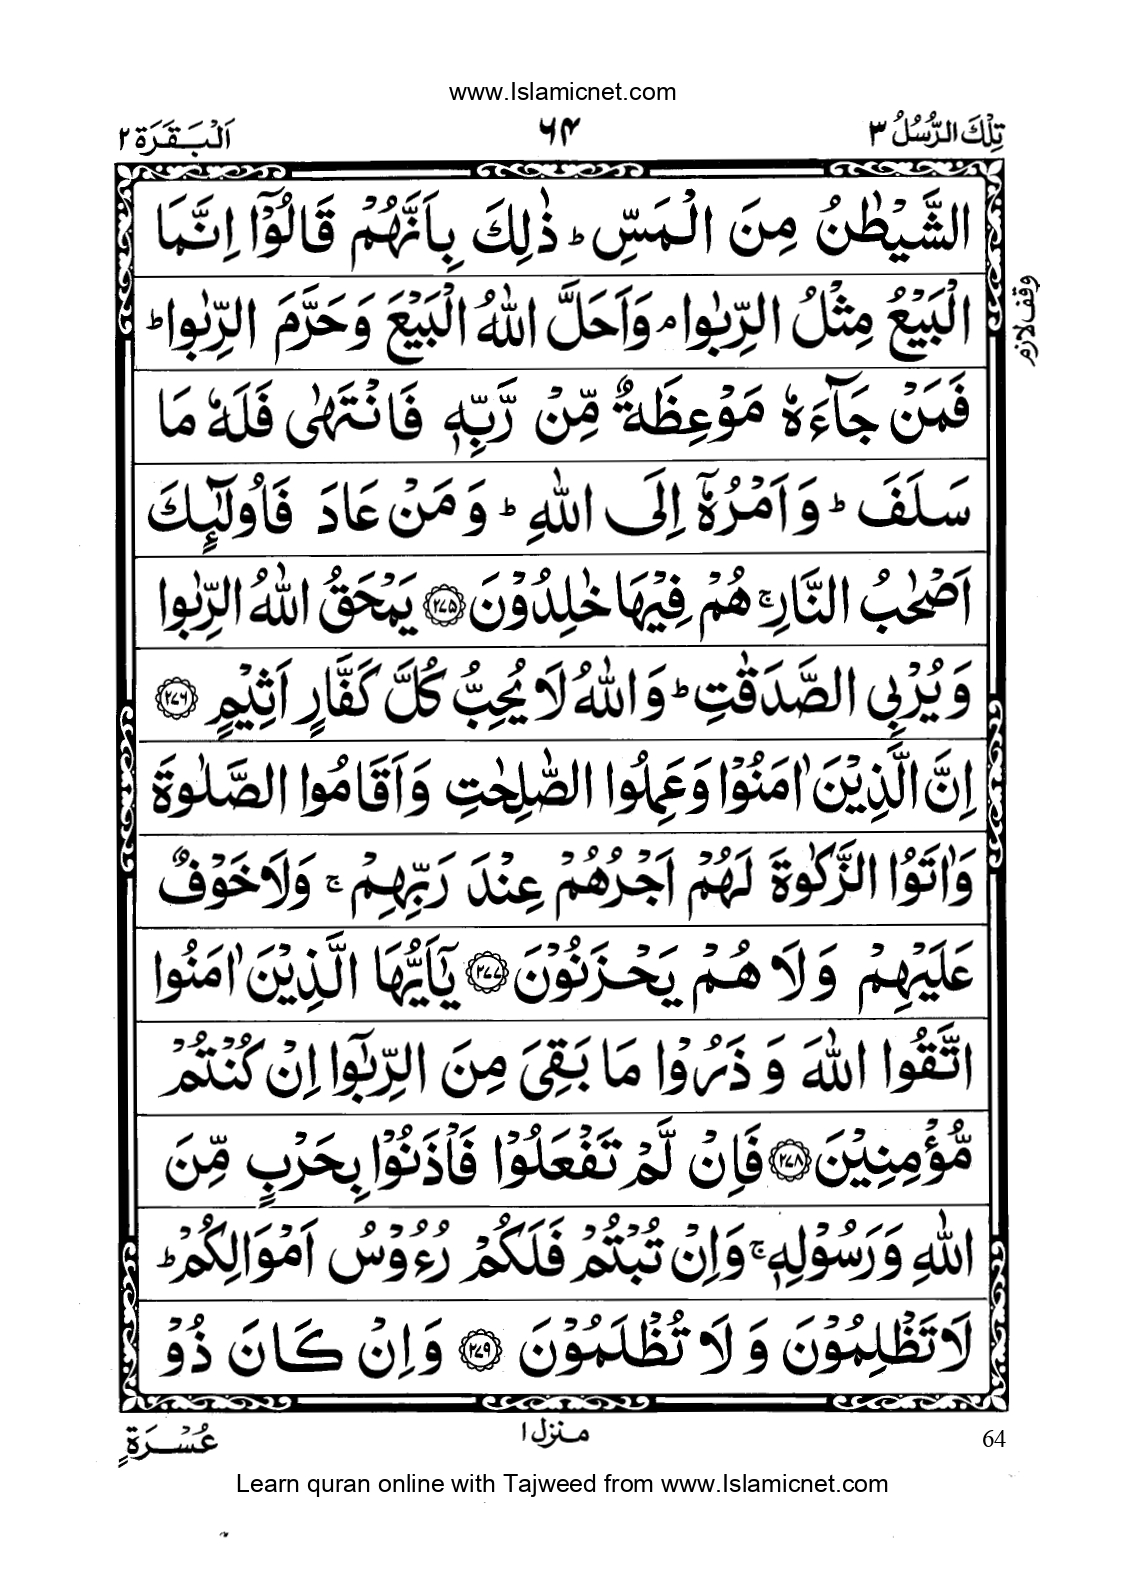 www.Islamicnet.com
تِلْكَ الرُّسُلُ ٣
٦٤
اَلْبَقَرَة ٢
الشَّيْطٰنُ مِنَ الْمَسِّ ؕ ذٰلِكَ بِاَنَّهُمْ قَالُوْۤا اِنَّمَا
الْبَيْعُ مِثْلُ الرِّبٰوا ۘ وَاَحَلَّ اللّٰهُ الْبَيْعَ وَحَرَّمَ الرِّبٰوا ؕ
وقف لازم
فَمَنْ جَآءَهٗ مَوْعِظَةٌ مِّنْ رَّبِّهٖ فَانْتَهٰى فَلَهٗ مَا
سَلَفَ ؕ وَاَمْرُهٗۤ اِلَى اللّٰهِ ؕ وَمَنْ عَادَ فَاُولٰٓئِكَ
اَصْحٰبُ النَّارِ ۚ هُمْ فِيْهَا خٰلِدُوْنَ ۝٢٧٥ يَمْحَقُ اللّٰهُ الرِّبٰوا
وَيُرْبِى الصَّدَقٰتِ ؕ وَاللّٰهُ لَا يُحِبُّ كُلَّ كَفَّارٍ اَثِيْمٍ ۝٢٧٦
اِنَّ الَّذِيْنَ اٰمَنُوْا وَعَمِلُوا الصّٰلِحٰتِ وَاَقَامُوا الصَّلٰوةَ
وَاٰتَوُا الزَّكٰوةَ لَهُمْ اَجْرُهُمْ عِنْدَ رَبِّهِمْ ۚ وَلَا خَوْفٌ
عَلَيْهِمْ وَلَا هُمْ يَحْزَنُوْنَ ۝٢٧٧ يٰۤاَيُّهَا الَّذِيْنَ اٰمَنُوا
اتَّقُوا اللّٰهَ وَذَرُوْا مَا بَقِىَ مِنَ الرِّبٰۤوا اِنْ كُنْتُمْ
مُّؤْمِنِيْنَ ۝٢٧٨ فَاِنْ لَّمْ تَفْعَلُوْا فَاْذَنُوْا بِحَرْبٍ مِّنَ
اللّٰهِ وَرَسُوْلِهٖ ۚ وَاِنْ تُبْتُمْ فَلَكُمْ رُءُوْسُ اَمْوَالِكُمْ ؕ
لَا تَظْلِمُوْنَ وَلَا تُظْلَمُوْنَ ۝٢٧٩ وَاِنْ كَانَ ذُوْ
عُسْرَةٍ
منزل ١
64
Learn quran online with Tajweed from www.Islamicnet.com